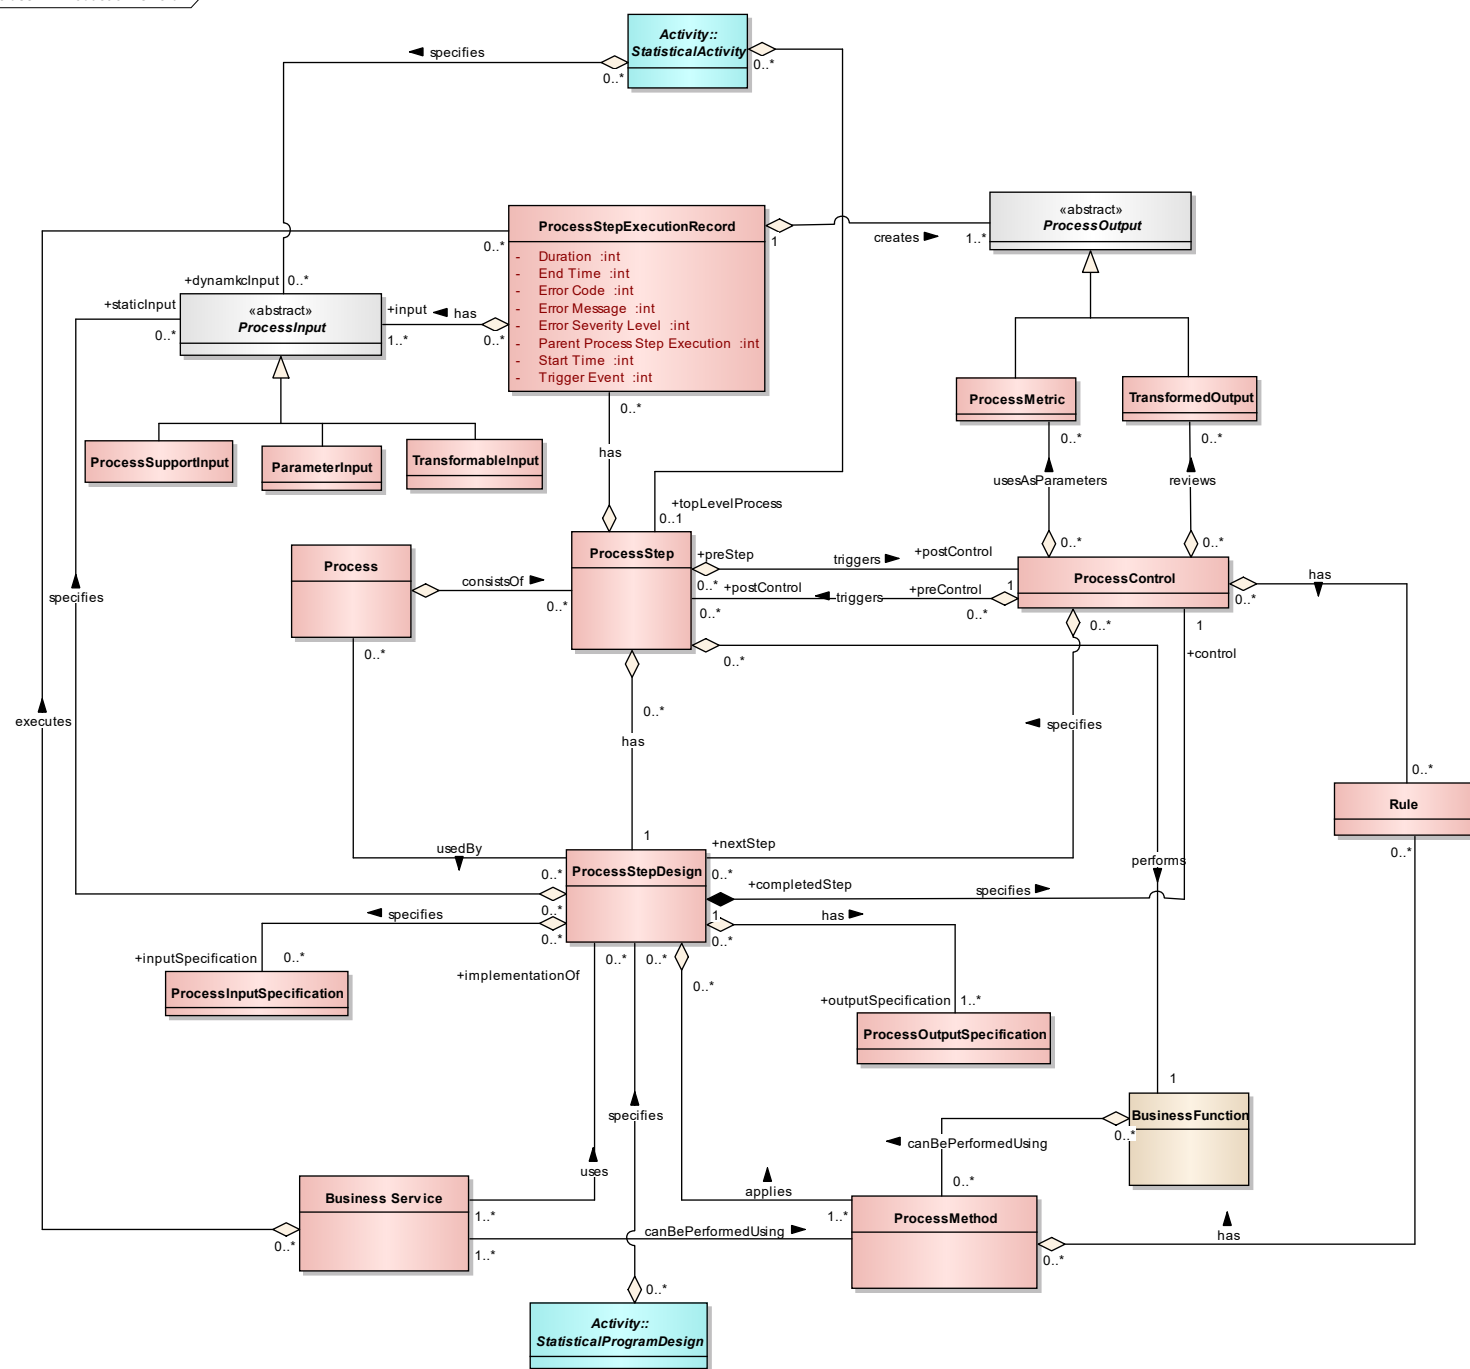 Activity::
StatisticalActivity
specifies
0..*
0..*
«abstract»
ProcessOutput
ProcessStepExecutionRecord
creates
1..*
1
0..*
- Duration :int
- End Time :int
- Error Code :int
- Error Message :int
- Error Severity Level :int
- Parent Process Step Execution :int
- Start Time :int
- Trigger Event :int
+dynamkcInput
0..*
+staticInput
0..*
«abstract»
ProcessInput
+input
has
1..*
0..*
0..*
ProcessMetric
TransformedOutput
0..*
0..*
ProcessSupportInput
ParameterInput
TransformableInput
has
usesAsParameters
reviews
+topLevelProcess
0..1
0..*
0..*
Process
ProcessStep
ProcessControl
+preStep
triggers
+postControl
consistsOf
0..*
0..*
1
+postControl
triggers
+preControl
0..*
0..*
has
0..*
specifies
0..*
0..*
0..*
1
+control
0..*
executes
has
specifies
0..*
Rule
0..*
1
usedBy
+nextStep
performs
0..*
ProcessStepDesign
0..*
+completedStep
specifies
0..*
1
specifies
has
0..*
0..*
+inputSpecification
0..*
ProcessInputSpecification
+implementationOf
0..*
0..*
0..*
+outputSpecification
1..*
ProcessOutputSpecification
1
BusinessFunction
0..*
specifies
canBePerformedUsing
0..*
uses
applies
Business Service
1..*
1..*
ProcessMethod
canBePerformedUsing
1..*
0..*
has
0..*
0..*
Activity::
StatisticalProgramDesign